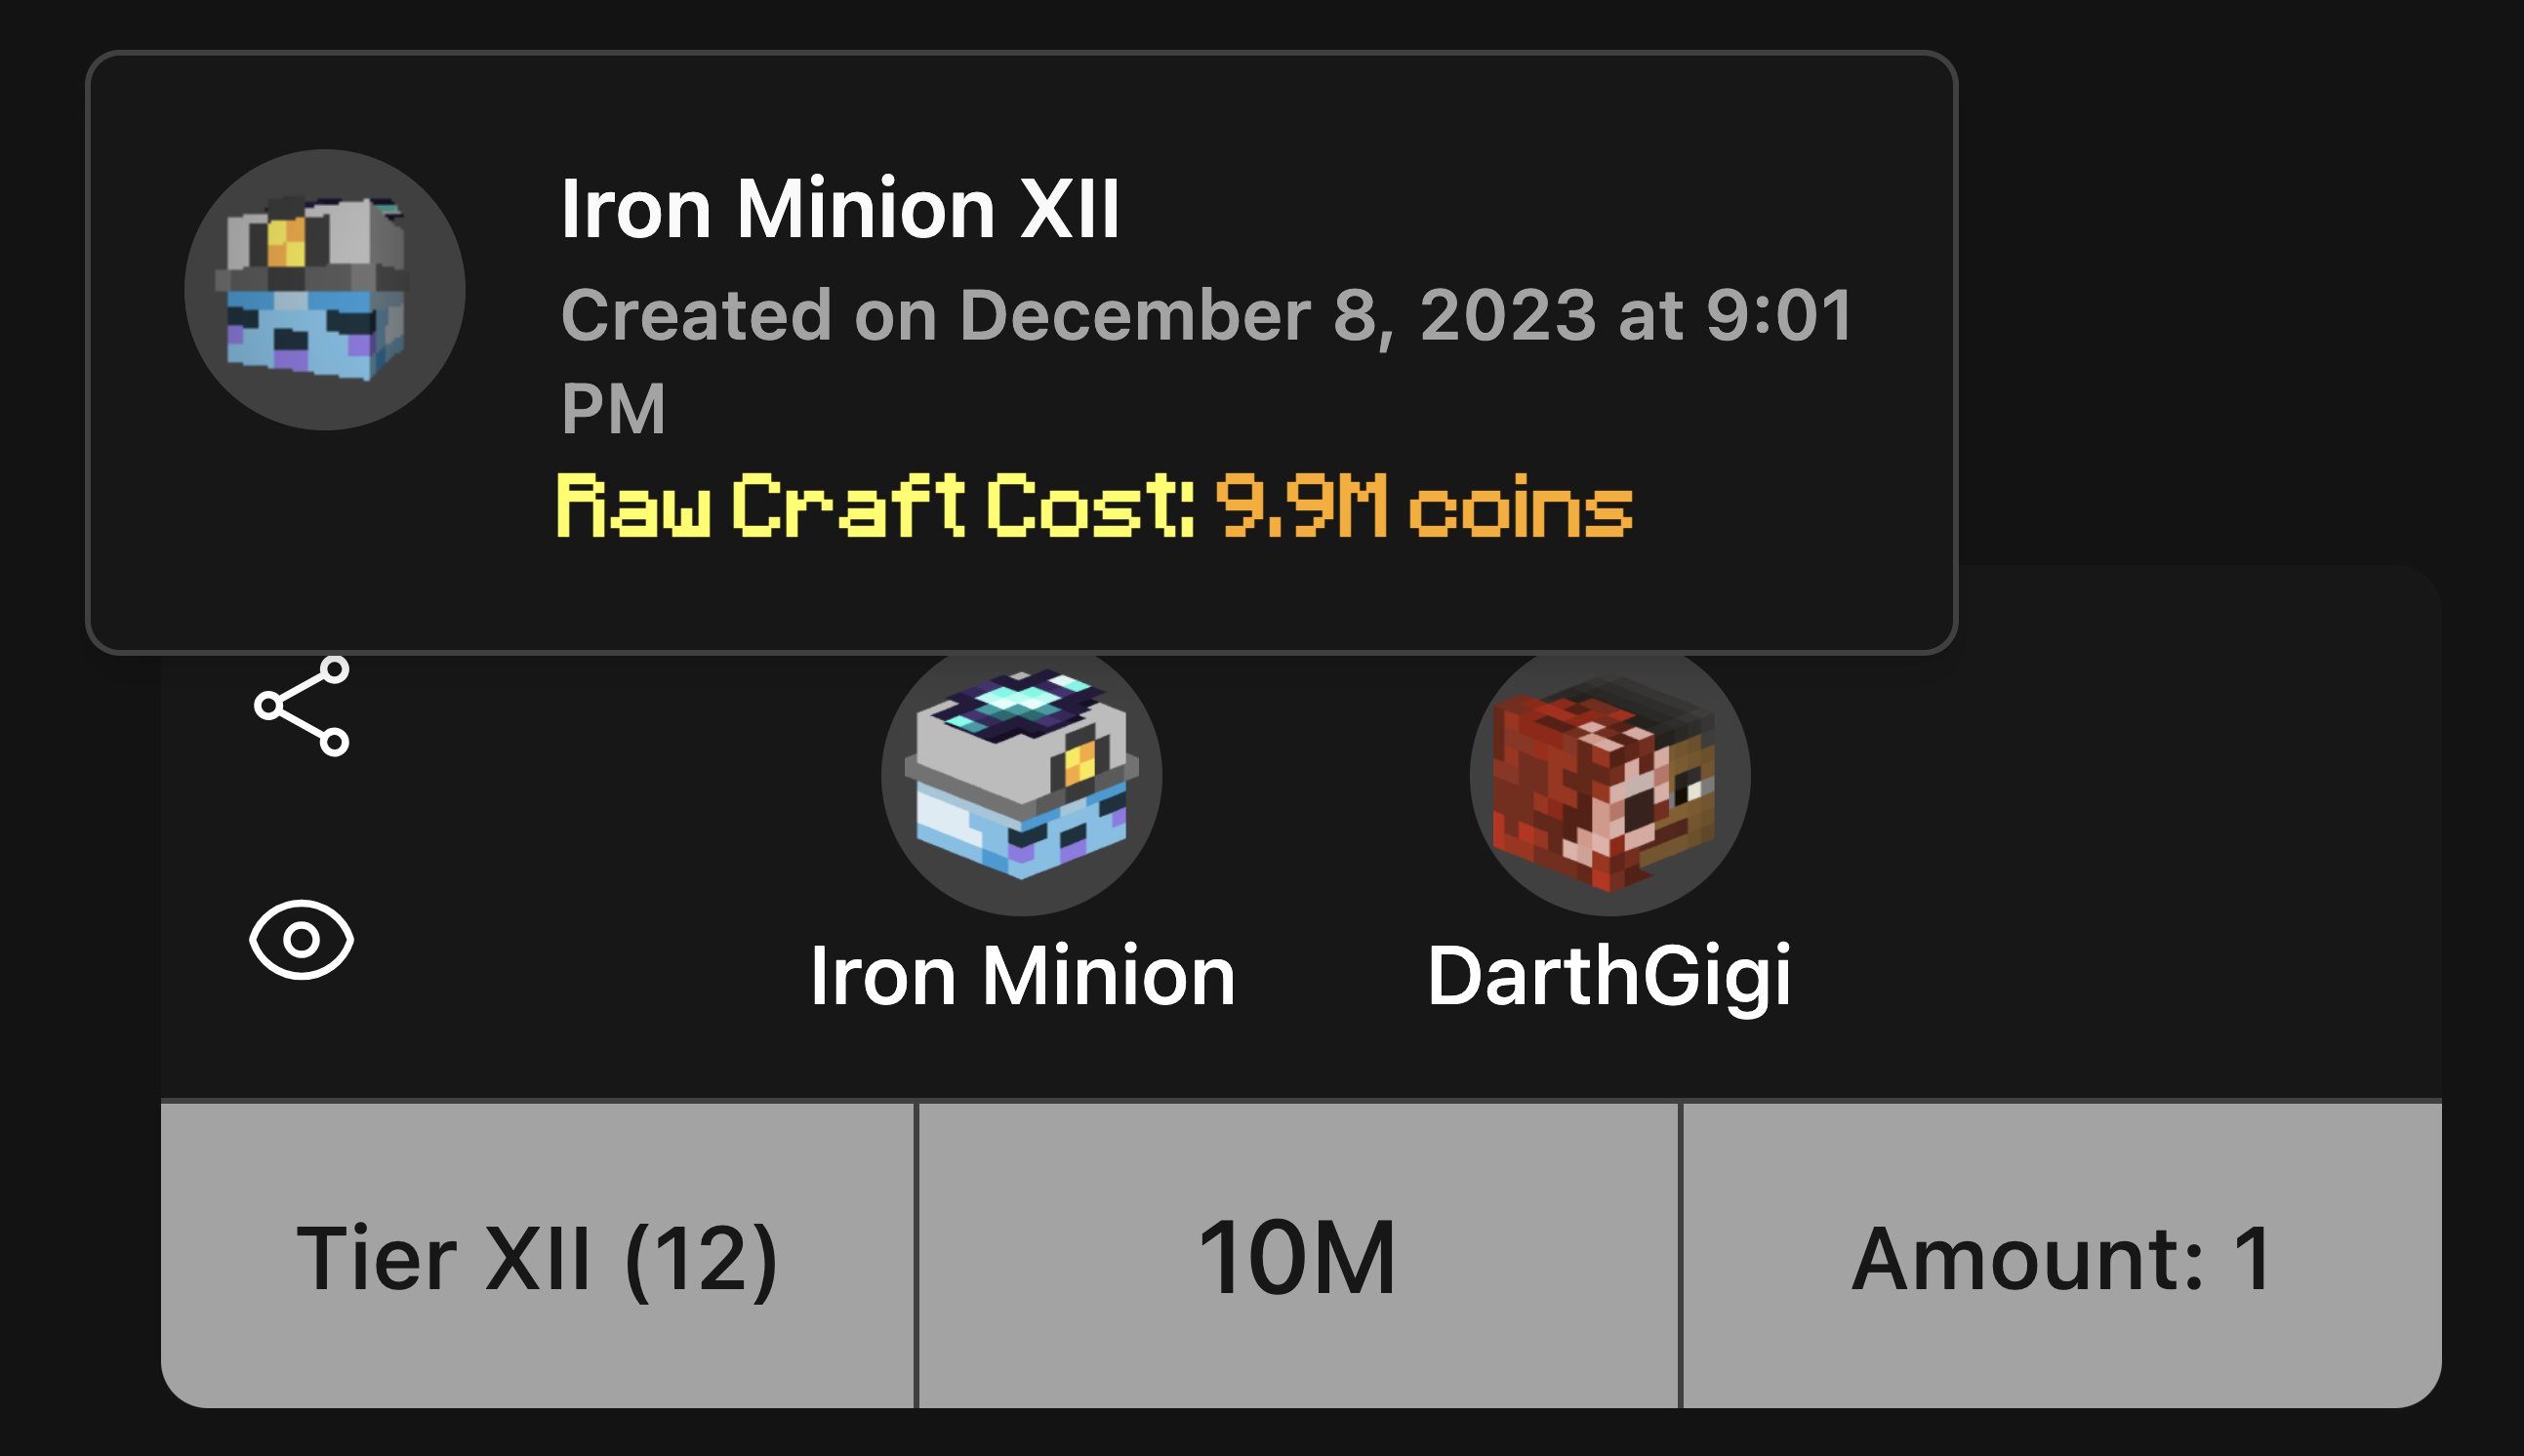 Iron Minion XII
Created on December 8, 2023 at 9:01
PM
Raw Craft Cost: 9.9M coins
Iron Minion
DarthGigi
Tier XII (12)
10M
Amount: 1